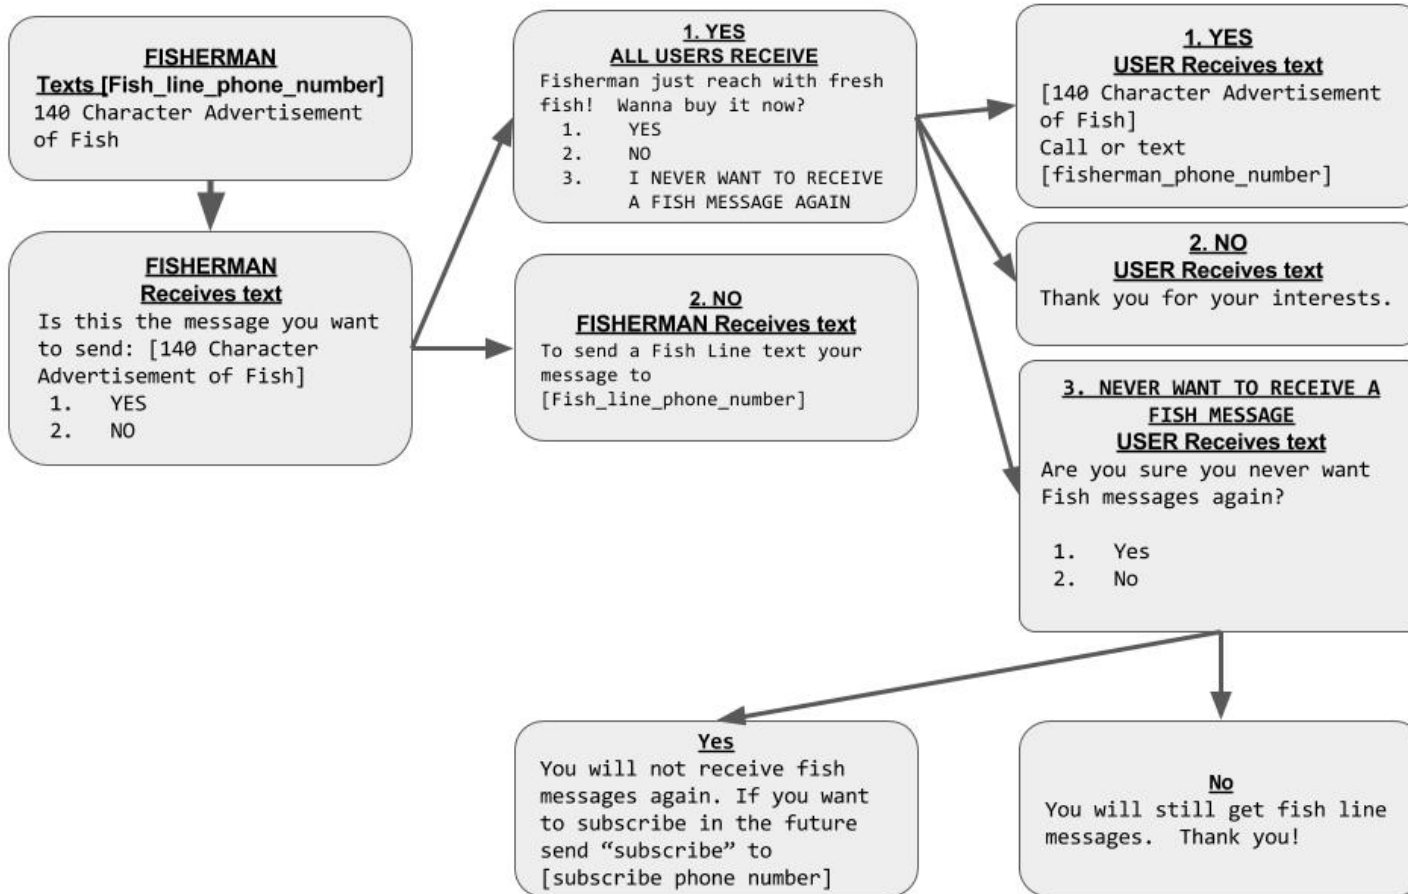 FISHERMAN
Texts [Fish_line_phone_number]
140 Character Advertisement
of Fish
FISHERMAN
Receives text
Is this the message you want
to send: [140 Character
Advertisement of Fish]
1. YES
2. NO
1. YES
ALL USERS RECEIVE
Fisherman just reach with fresh
fish! Wanna buy it now?
1. YES
2. NO
3. I NEVER WANT TO RECEIVE
A FISH MESSAGE AGAIN
2. NO
FISHERMAN Receives text
To send a Fish Line text your
message to
[Fish_line_phone_number]
1. YES
USER Receives text
[140 Character Advertisement
of Fish]
Call or text
[fisherman_phone_number]
2. NO
USER Receives text
Thank you for your interests.
3. NEVER WANT TO RECEIVE A
FISH MESSAGE
USER Receives text
Are you sure you never want
Fish messages again?
1. Yes
2. No
Yes
You will not receive fish
messages again. If you want
to subscribe in the future
send “subscribe” to
[subscribe phone number]
No
You will still get fish line
messages. Thank you!